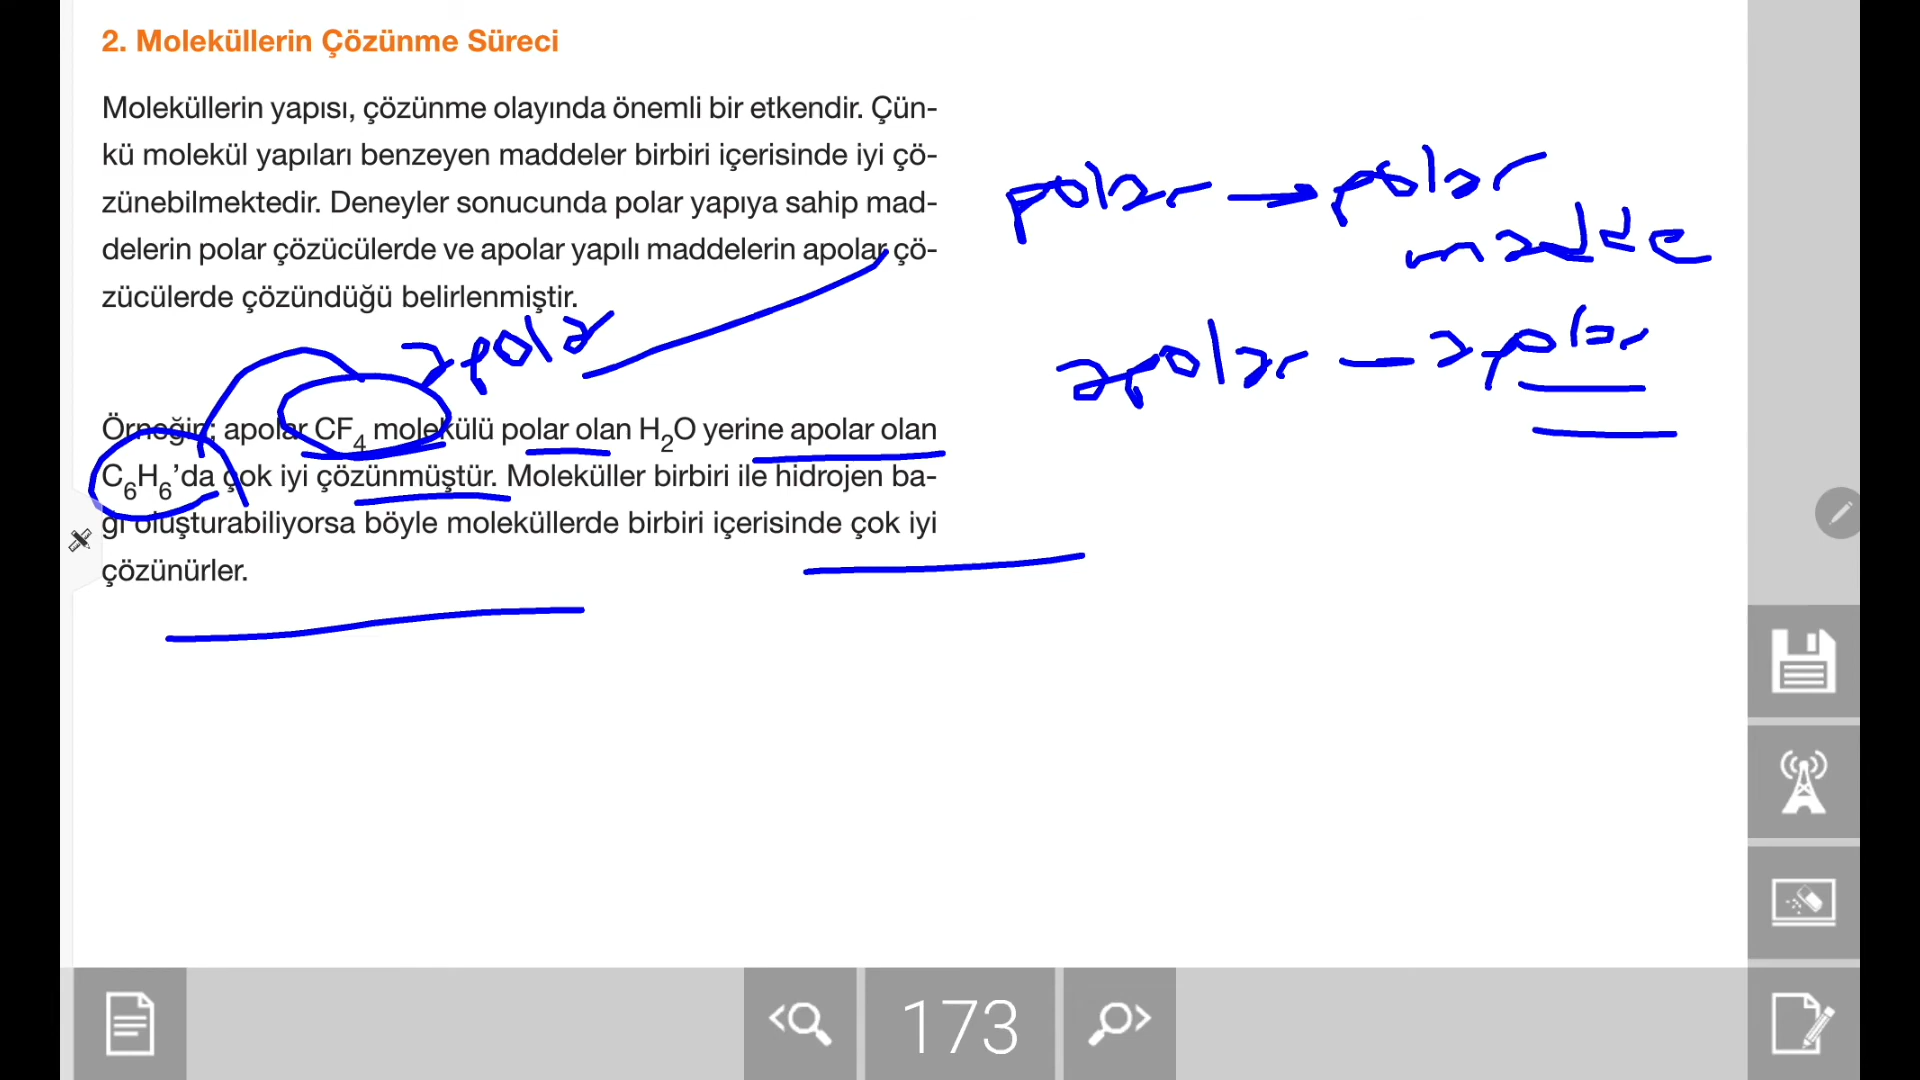 2. Moleküllerin Çözünme Süreci
Moleküllerin yapısı, çözünme olayında önemli bir etkendir. Çün-
kü molekül yapıları benzeyen maddeler birbiri içerisinde iyi çö-
zünebilmektedir. Deneyler sonucunda polar yapıya sahip mad-
delerin polar çözücülerde ve apolar yapılı maddelerin apolar çö-
zücülerde çözündüğü belirlenmiştir.
apolar
Örneğin; apolar CF4 molekülü polar olan H2O yerine apolar olan
C6H6’da çok iyi çözünmüştür. Moleküller birbiri ile hidrojen ba-
ğı oluşturabiliyorsa böyle moleküllerde birbiri içerisinde çok iyi
çözünürler.
polar → polar
madde
apolar — apolar
173